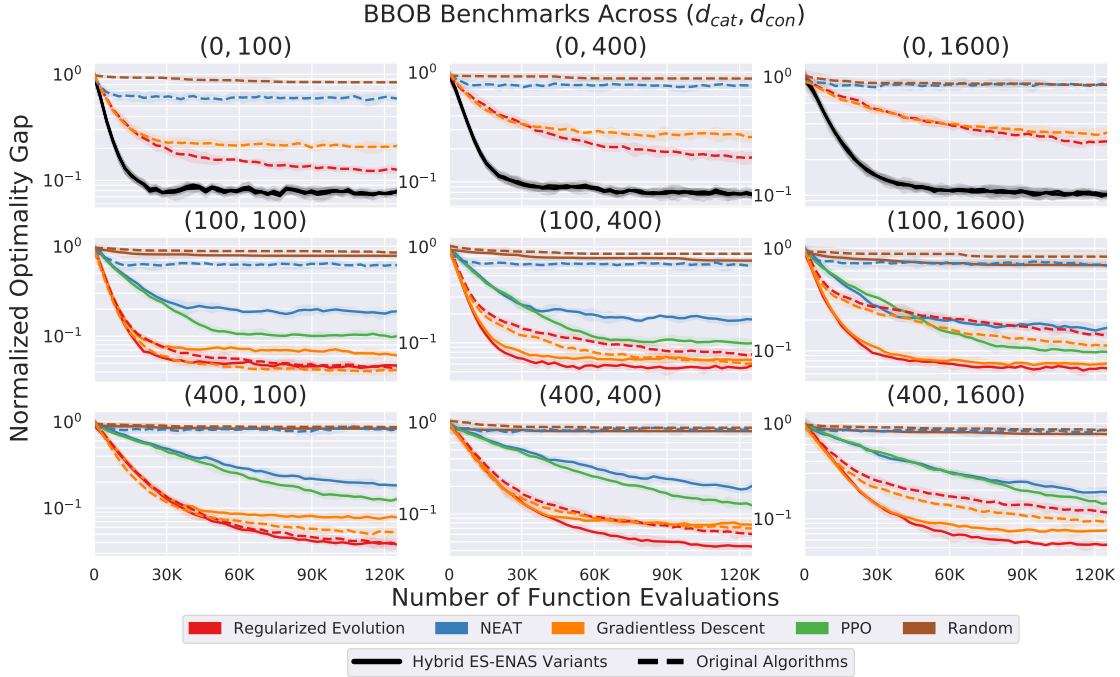 BBOB Benchmarks Across (d_cat, d_con)
(0, 100) (0, 400) (0, 1600)
10^0 10^0 10^0
10^-1 10^-1 10^-1
(100, 100) (100, 400) (100, 1600)
10^0 10^0 10^0
10^-1 10^-1 10^-1
(400, 100) (400, 400) (400, 1600)
10^0 10^0 10^0
10^-1 10^-1 10^-1
Normalized Optimality Gap
0 30K 60K 90K 120K 0 30K 60K 90K 120K 0 30K 60K 90K 120K
Number of Function Evaluations
Regularized Evolution NEAT Gradientless Descent PPO Random
Hybrid ES-ENAS Variants Original Algorithms